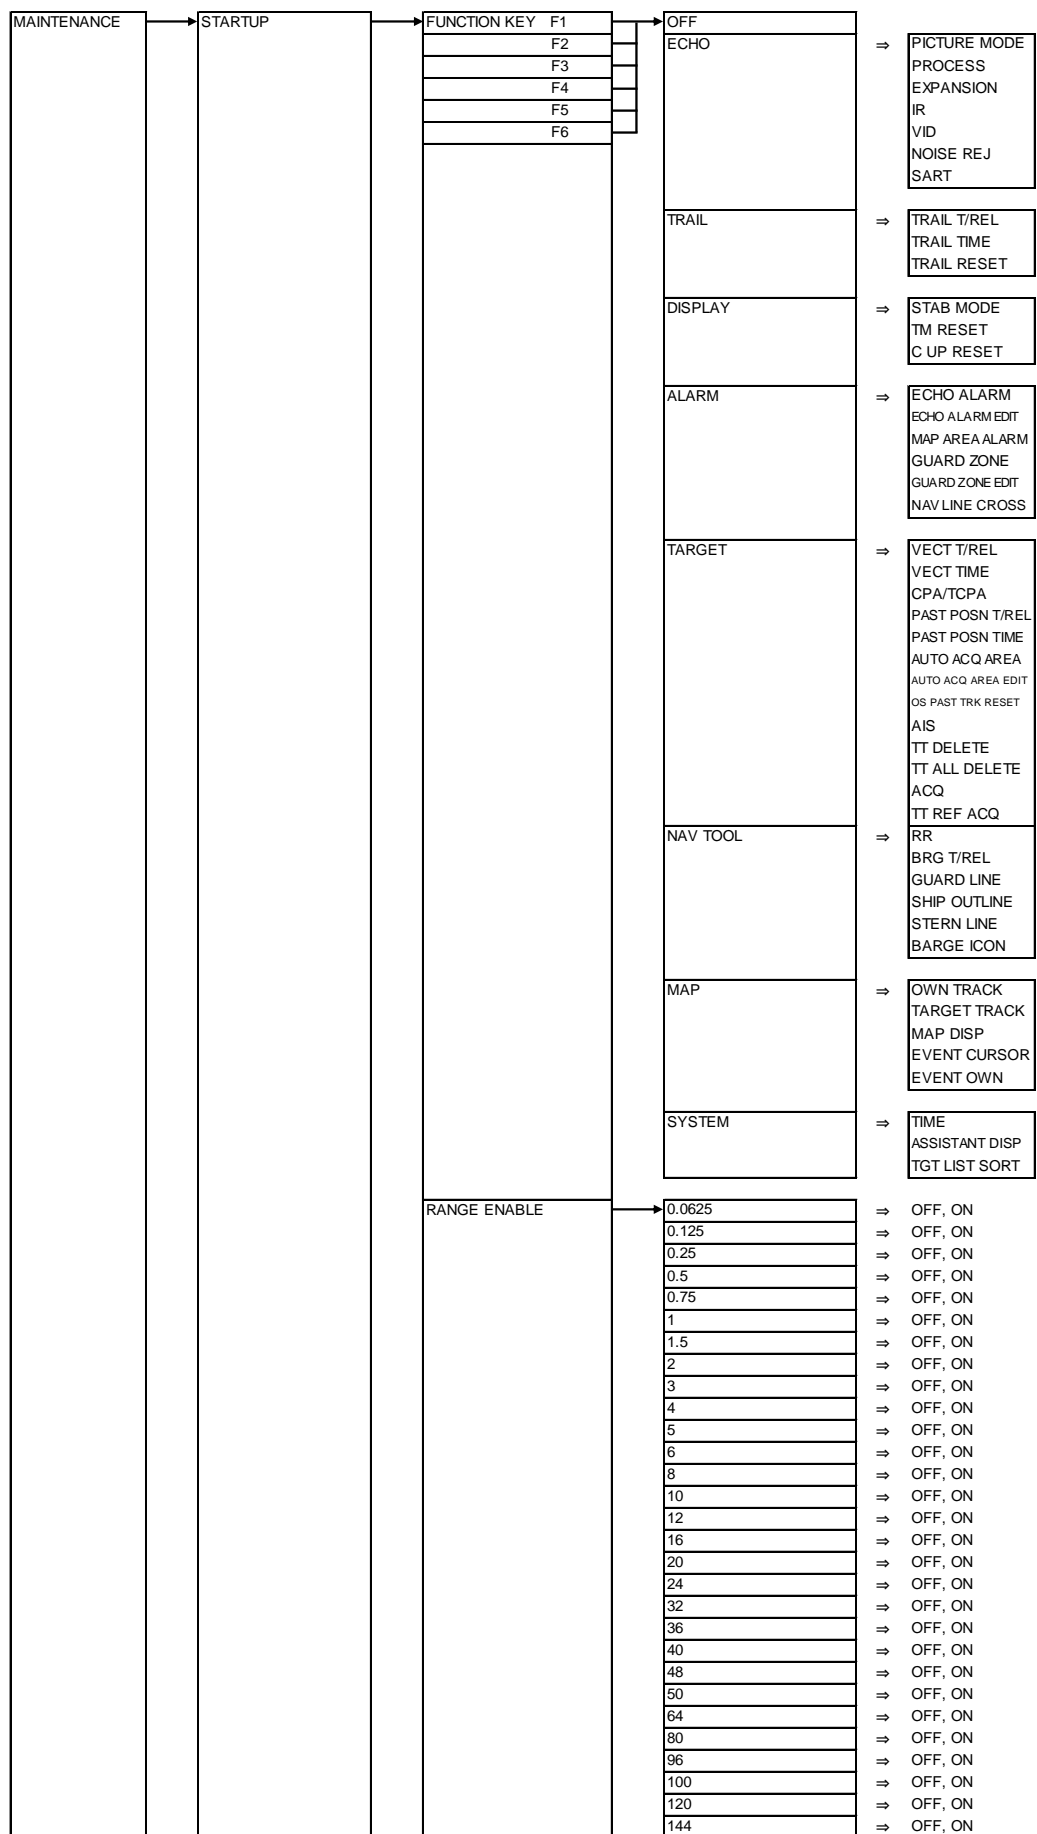 MAINTENANCE STARTUP FUNCTION KEY F1 OFF
F2 ECHO ⇒ PICTURE MODE
F3 PROCESS
F4 EXPANSION
F5 IR
F6 VID
NOISE REJ
SART
TRAIL ⇒ TRAIL T/REL
TRAIL TIME
TRAIL RESET
DISPLAY ⇒ STAB MODE
TM RESET
C UP RESET
ALARM ⇒ ECHO ALARM
ECHO ALARM EDIT
MAP AREA ALARM
GUARD ZONE
GUARD ZONE EDIT
NAV LINE CROSS
TARGET ⇒ VECT T/REL
VECT TIME
CPA/TCPA
PAST POSN T/REL
PAST POSN TIME
AUTO ACQ AREA
AUTO ACQ AREA EDIT
OS PAST TRK RESET
AIS
TT DELETE
TT ALL DELETE
ACQ
TT REF ACQ
NAV TOOL ⇒ RR
BRG T/REL
GUARD LINE
SHIP OUTLINE
STERN LINE
BARGE ICON
MAP ⇒ OWN TRACK
TARGET TRACK
MAP DISP
EVENT CURSOR
EVENT OWN
SYSTEM ⇒ TIME
ASSISTANT DISP
TGT LIST SORT
RANGE ENABLE 0.0625 ⇒ OFF, ON
0.125 ⇒ OFF, ON
0.25 ⇒ OFF, ON
0.5 ⇒ OFF, ON
0.75 ⇒ OFF, ON
1 ⇒ OFF, ON
1.5 ⇒ OFF, ON
2 ⇒ OFF, ON
3 ⇒ OFF, ON
4 ⇒ OFF, ON
5 ⇒ OFF, ON
6 ⇒ OFF, ON
8 ⇒ OFF, ON
10 ⇒ OFF, ON
12 ⇒ OFF, ON
16 ⇒ OFF, ON
20 ⇒ OFF, ON
24 ⇒ OFF, ON
32 ⇒ OFF, ON
36 ⇒ OFF, ON
40 ⇒ OFF, ON
48 ⇒ OFF, ON
50 ⇒ OFF, ON
64 ⇒ OFF, ON
80 ⇒ OFF, ON
96 ⇒ OFF, ON
100 ⇒ OFF, ON
120 ⇒ OFF, ON
144 ⇒ OFF, ON